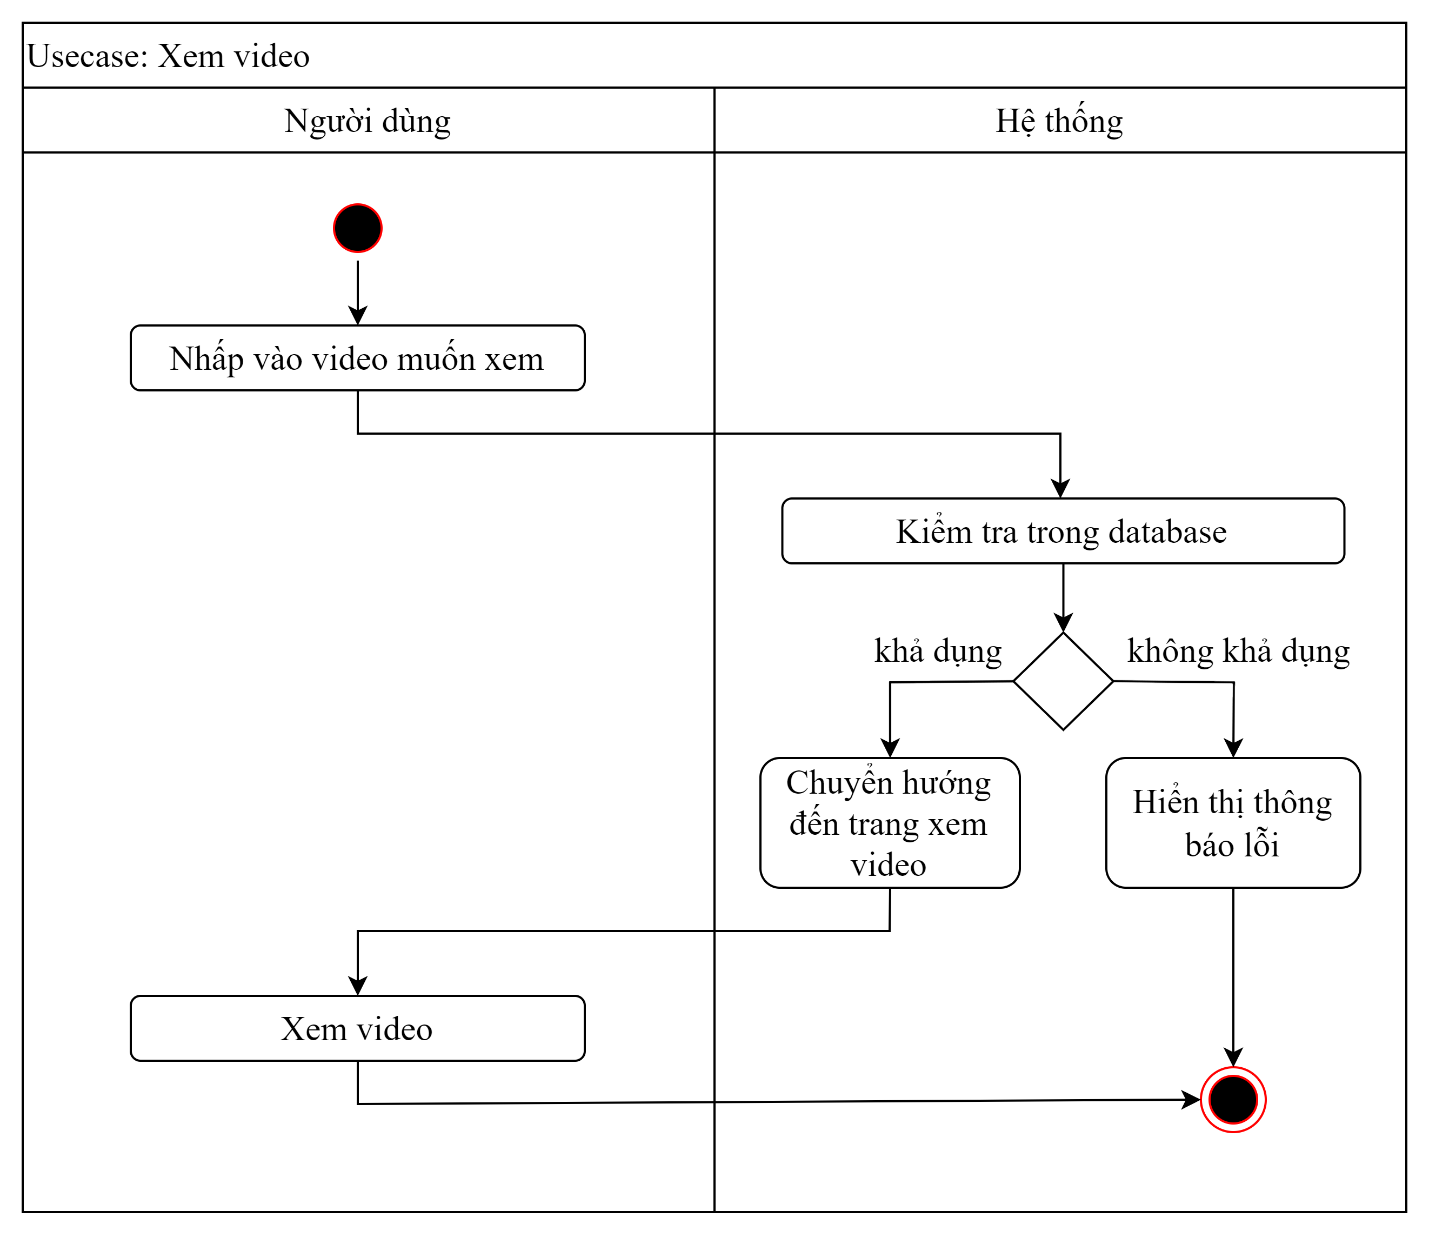 Usecase: Xem video
Người dùng
Hệ thống
Nhấp vào video muốn xem
Kiểm tra trong database
khả dụng
không khả dụng
Chuyển hướng
đến trang xem
video
Hiển thị thông
báo lỗi
Xem video